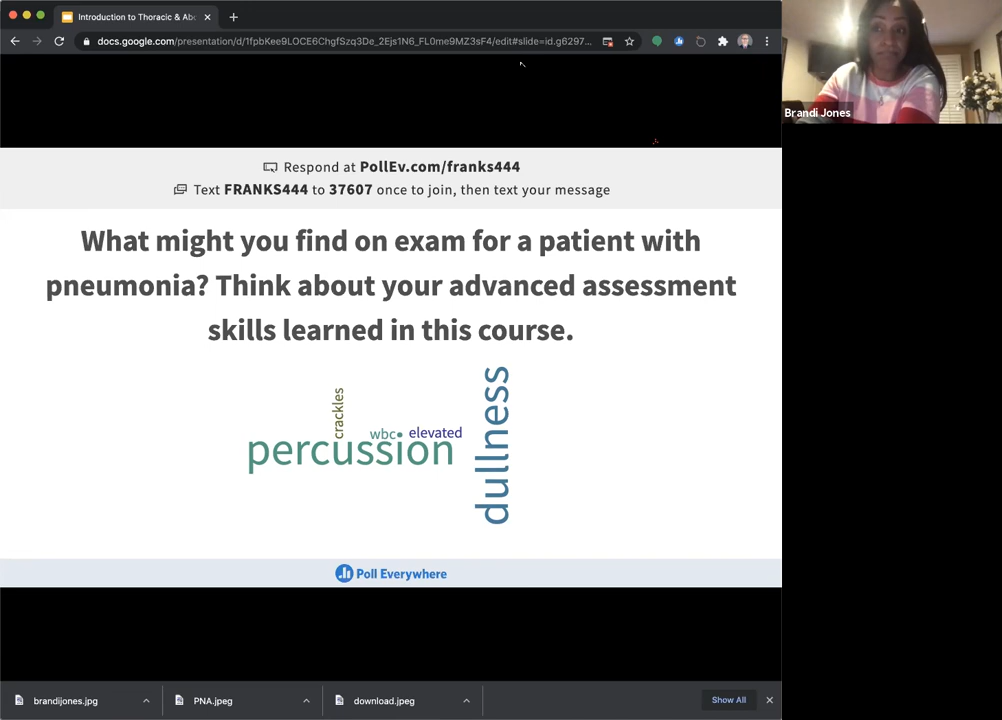 Introduction to Thoracic & Abd
docs.google.com/presentation/d/1fpbKee9LOCE6ChgfSzq3De_2Ejs1N6_FL0me9MZ3sF4/edit#slide=id.g6297...
Brandi Jones
Respond at PollEv.com/franks444
Text FRANKS444 to 37607 once to join, then text your message
What might you find on exam for a patient with
pneumonia? Think about your advanced assessment
skills learned in this course.
crackles
wbc
elevated
percussion
dullness
Poll Everywhere
brandijones.jpg
PNA.jpeg
download.jpeg
Show All